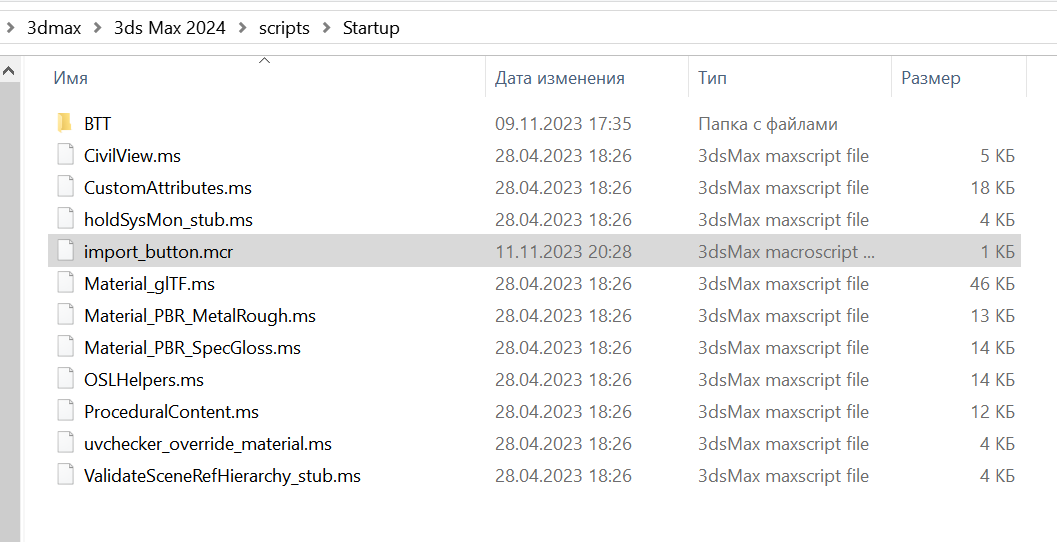 3dmax > 3ds Max 2024 > scripts > Startup
Имя Дата изменения Тип Размер
BTT 09.11.2023 17:35 Папка с файлами
CivilView.ms 28.04.2023 18:26 3dsMax maxscript file 5 КБ
CustomAttributes.ms 28.04.2023 18:26 3dsMax maxscript file 18 КБ
holdSysMon_stub.ms 28.04.2023 18:26 3dsMax maxscript file 4 КБ
import_button.mcr 11.11.2023 20:28 3dsMax macroscript ... 1 КБ
Material_glTF.ms 28.04.2023 18:26 3dsMax maxscript file 46 КБ
Material_PBR_MetalRough.ms 28.04.2023 18:26 3dsMax maxscript file 13 КБ
Material_PBR_SpecGloss.ms 28.04.2023 18:26 3dsMax maxscript file 14 КБ
OSLHelpers.ms 28.04.2023 18:26 3dsMax maxscript file 14 КБ
ProceduralContent.ms 28.04.2023 18:26 3dsMax maxscript file 12 КБ
uvchecker_override_material.ms 28.04.2023 18:26 3dsMax maxscript file 4 КБ
ValidateSceneRefHierarchy_stub.ms 28.04.2023 18:26 3dsMax maxscript file 4 КБ